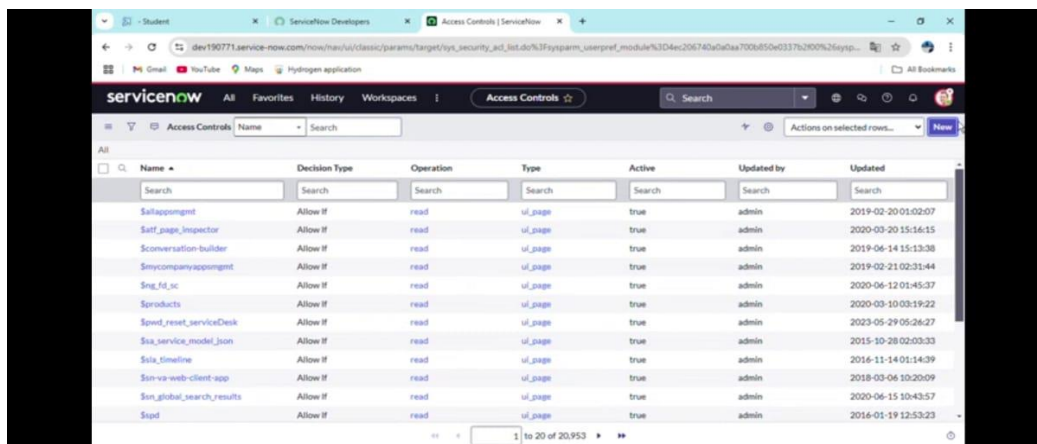 - Student
ServiceNow Developers
Access Controls | ServiceNow
dev190771.service-now.com/now/nav/ui/classic/params/target/sys_security_acl_list.do%3Fsysparm_userpref_module%3D4ec206740a0a0aa700b850e0337b2f00%26sysp...
Gmail YouTube Maps Hydrogen application All Bookmarks
servicenow All Favorites History Workspaces Access Controls Search
Access Controls Name Search Actions on selected rows... New
All
Name Decision Type Operation Type Active Updated by Updated
Search Search Search Search Search Search Search
$allappsmgmt Allow If read ui_page true admin 2019-02-20 01:02:07
$atf_page_inspector Allow If read ui_page true admin 2020-03-20 15:16:15
$conversation-builder Allow If read ui_page true admin 2019-06-14 15:13:38
$mycompanyappsmgmt Allow If read ui_page true admin 2019-02-21 02:31:44
$ng_fd_sc Allow If read ui_page true admin 2020-06-12 01:45:37
$products Allow If read ui_page true admin 2020-03-10 03:19:22
$pwd_reset_serviceDesk Allow If read ui_page true admin 2023-05-29 05:26:27
$sa_service_model_json Allow If read ui_page true admin 2015-10-28 02:03:33
$sla_timeline Allow If read ui_page true admin 2016-11-14 01:14:39
$sn-va-web-client-app Allow If read ui_page true admin 2018-03-06 10:20:09
$sn_global_search_results Allow If read ui_page true admin 2020-06-15 10:43:57
$spd Allow If read ui_page true admin 2016-01-19 12:53:23
1 to 20 of 20,953